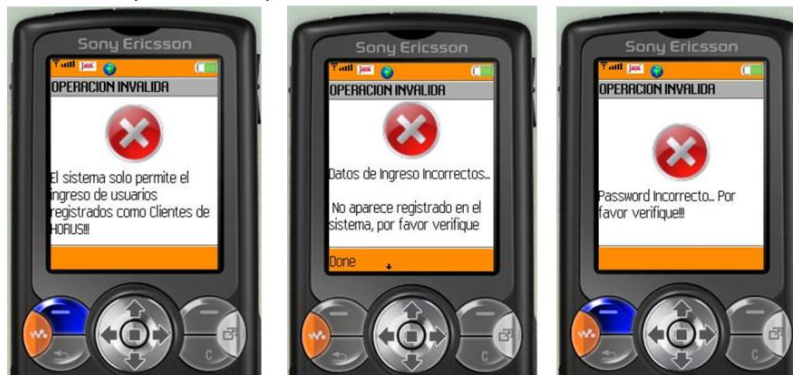 Sony Ericsson
OPERACION INVALIDA
El sistema solo permite el
ingreso de usuarios
registrados como Clientes de
HORUS!!!
Sony Ericsson
OPERACION INVALIDA
Datos de Ingreso Incorrectos...
No aparece registrado en el
sistema, por favor verifique
Done
C
Sony Ericsson
OPERACION INVALIDA
Password Incorrecto... Por
favor verifique!!!
C